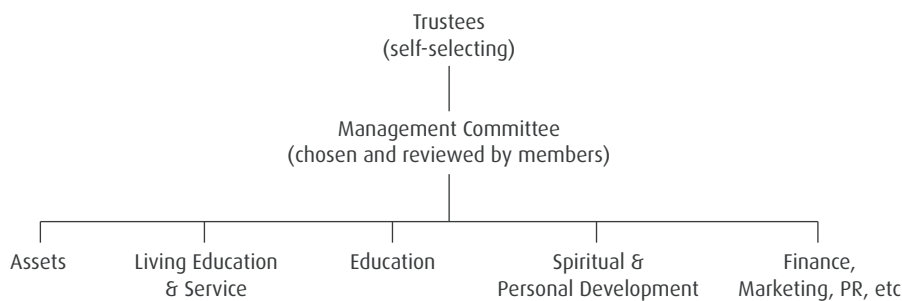 Trustees
(self-selecting)
Management Committee
(chosen and reviewed by members)
Assets
Living Education
& Service
Education
Spiritual &
Personal Development
Finance,
Marketing, PR, etc